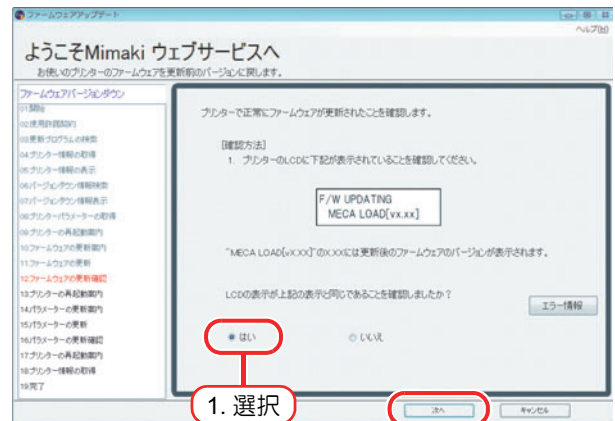 ファームウェアアップデート
ヘルプ(H)
ようこそMimaki ウェブサービスへ
お使いのプリンターのファームウェアを更新前のバージョンに戻します。
ファームウェアバージョンダウン
01開始
02使用許諾契約
03更新プログラムの検索
04プリンター情報の取得
05プリンター情報の表示
06バージョンダウン情報検索
07バージョンダウン情報表示
08プリンターパラメーターの取得
09プリンターの再起動案内
10ファームウェアの更新案内
11ファームウェアの更新
12ファームウェアの更新確認
13プリンターの再起動案内
14パラメーターの更新案内
15パラメーターの更新
16パラメーターの更新確認
17プリンターの再起動案内
18プリンター情報の取得
19完了
プリンターで正常にファームウェアが更新されたことを確認します。
[確認方法]
1. プリンターのLCDに下記が表示されていることを確認してください。
F/W UPDATING
MECA LOAD[vx.xx]
"MECA LOAD[vx.XX]"のX.XXには更新後のファームウェアのバージョンが表示されます。
LCDの表示が上記の表示と同じであることを確認しましたか？
エラー情報
はい
いいえ
1. 選択
次へ
キャンセル